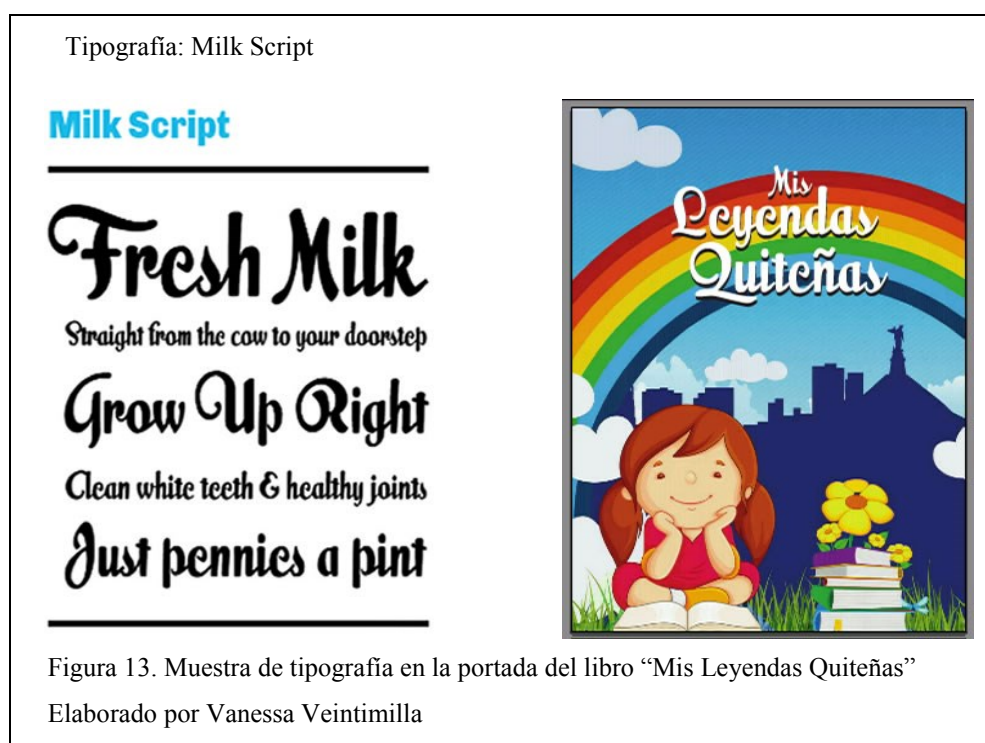 Tipografía: Milk Script
Milk Script
Fresh Milk
Straight from the cow to your doorstep
Grow Up Right
Clean white teeth & healthy joints
Just pennies a pint
Mis
Leyendas
Quiteñas
Figura 13. Muestra de tipografía en la portada del libro “Mis Leyendas Quiteñas”
Elaborado por Vanessa Veintimilla